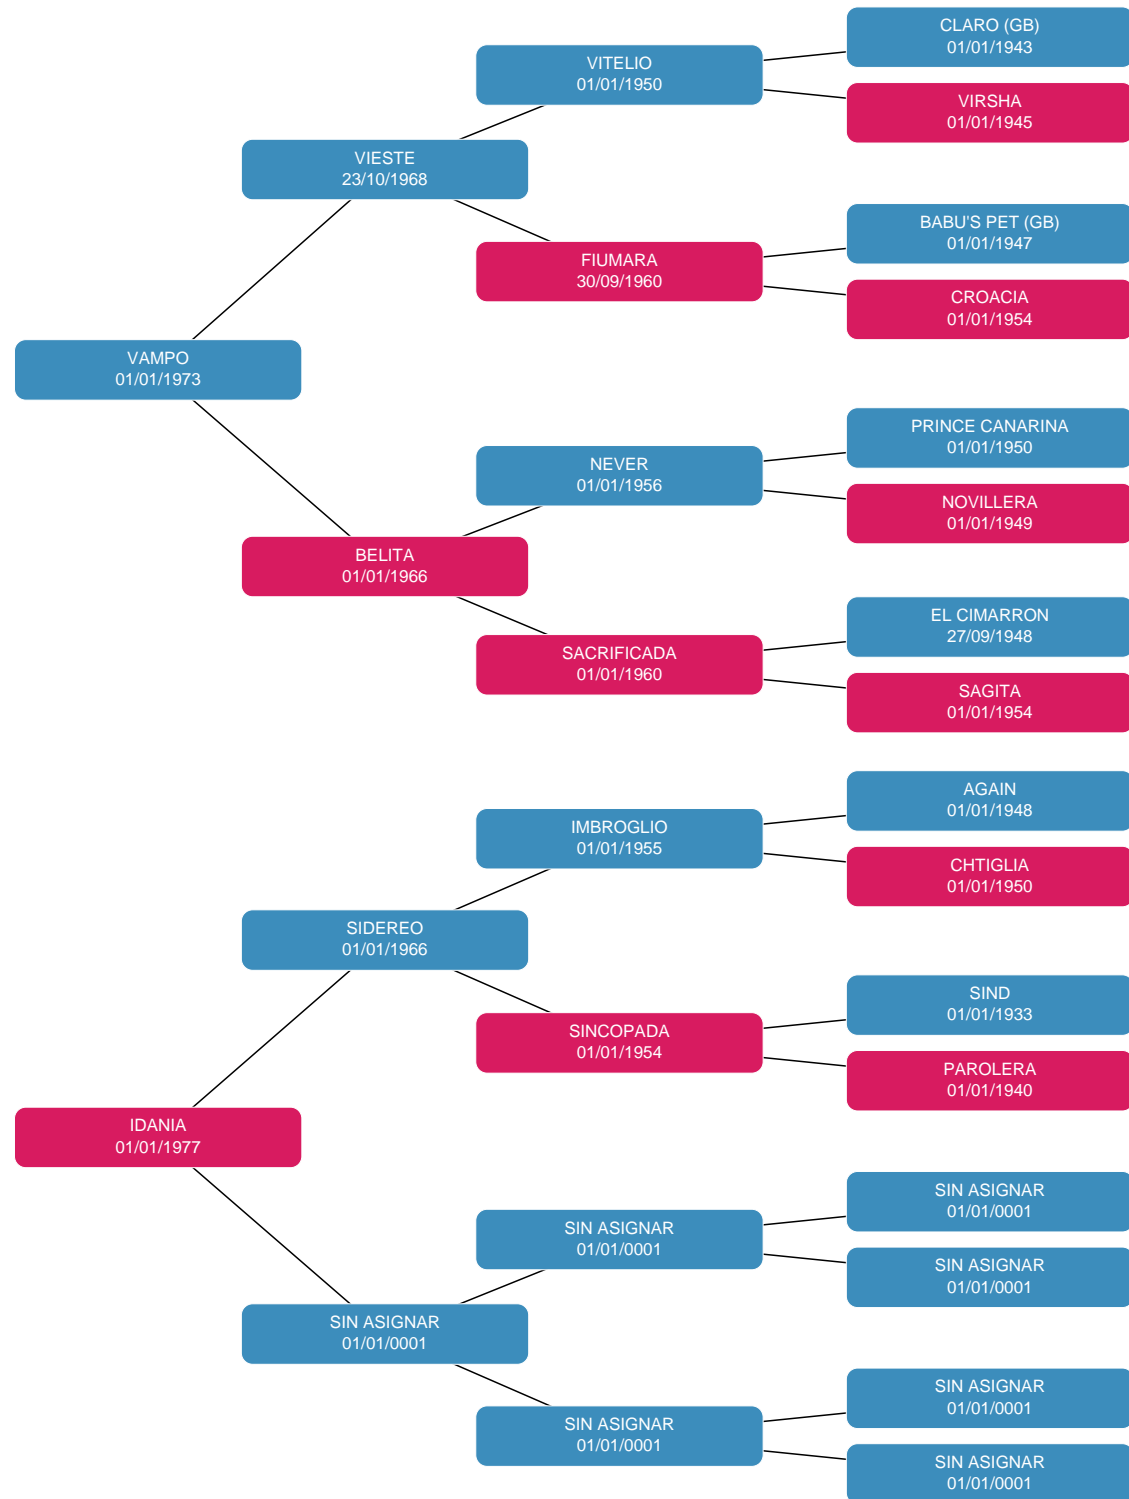 CLARO (GB)
01/01/1943
VITELIO
01/01/1950
VIRSHA
01/01/1945
VIESTE
23/10/1968
BABU'S PET (GB)
01/01/1947
FIUMARA
30/09/1960
CROACIA
01/01/1954
VAMPO
01/01/1973
PRINCE CANARINA
01/01/1950
NEVER
01/01/1956
NOVILLERA
01/01/1949
BELITA
01/01/1966
EL CIMARRON
27/09/1948
SACRIFICADA
01/01/1960
SAGITA
01/01/1954
AGAIN
01/01/1948
IMBROGLIO
01/01/1955
CHTIGLIA
01/01/1950
SIDEREO
01/01/1966
SIND
01/01/1933
SINCOPADA
01/01/1954
PAROLERA
01/01/1940
IDANIA
01/01/1977
SIN ASIGNAR
01/01/0001
SIN ASIGNAR
01/01/0001
SIN ASIGNAR
01/01/0001
SIN ASIGNAR
01/01/0001
SIN ASIGNAR
01/01/0001
SIN ASIGNAR
01/01/0001
SIN ASIGNAR
01/01/0001